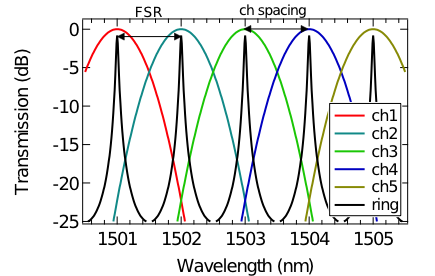 FSR
ch spacing
Transmission (dB)
0
-5
-10
-15
-20
-25
ch1
ch2
ch3
ch4
ch5
ring
1501 1502 1503 1504 1505
Wavelength (nm)